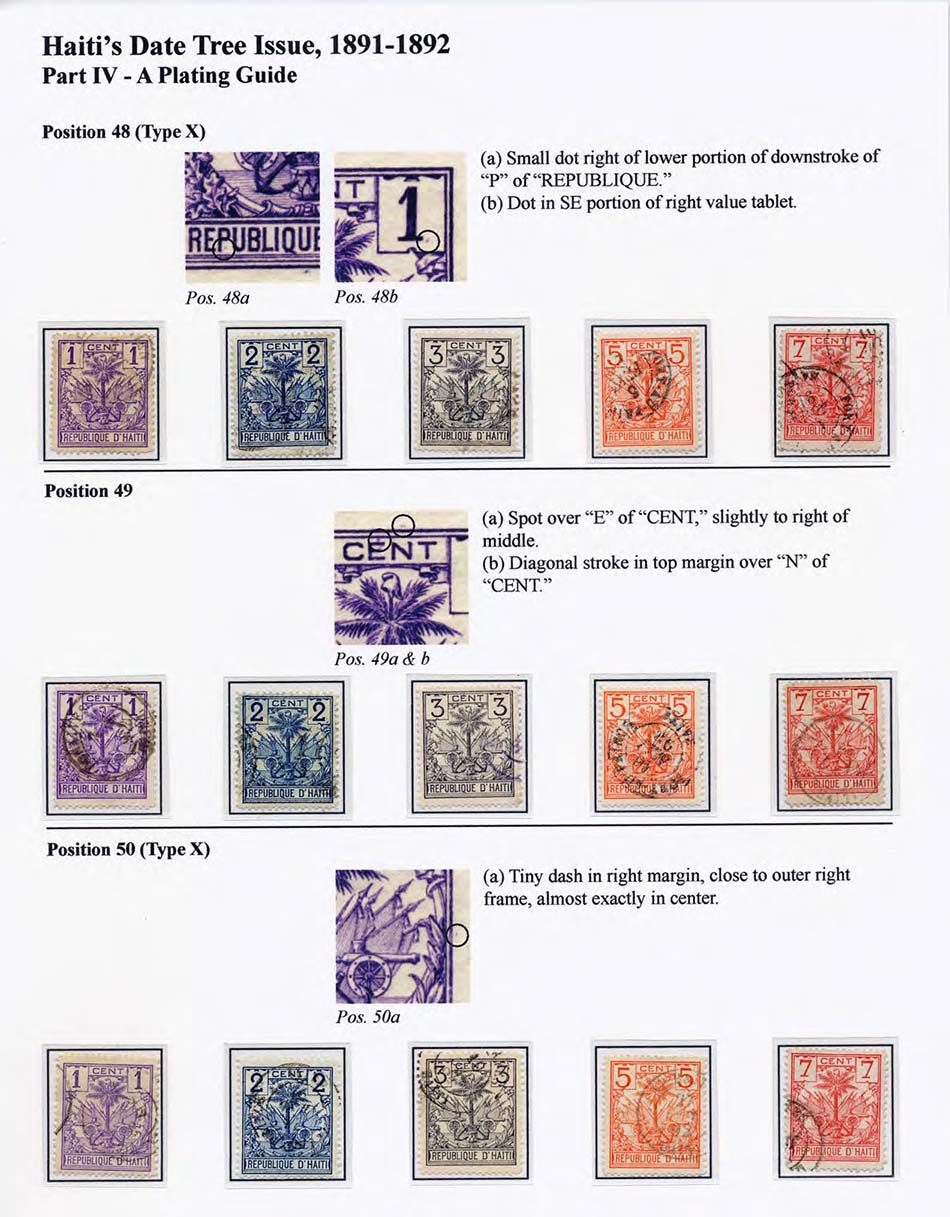 Haiti's Date Tree Issue, 1891-1892
Part IV - A Plating Guide
Position 48 (Type X)
(a) Small dot right of lower portion of downstroke of
“P” of “REPUBLIQUE.”
(b) Dot in SE portion of right value tablet.
REPUBLIQUE
NT 1
Pos. 48a
Pos. 48b
1 CENT 1
REPUBLIQUE D'HAITI
2 CENT 2
REPUBLIQUE D'HAITI
3 CENT 3
REPUBLIQUE D'HAITI
5 CENT 5
REPUBLIQUE D'HAITI
7 CENT 7
REPUBLIQUE D'HAITI
Position 49
(a) Spot over “E” of “CENT,” slightly to right of
middle.
(b) Diagonal stroke in top margin over “N” of
“CENT.”
CENT
Pos. 49a & b
1 CENT 1
REPUBLIQUE D'HAITI
2 CENT 2
REPUBLIQUE D'HAITI
3 CENT 3
REPUBLIQUE D'HAITI
5 CENT 5
REPUBLIQUE D'HAITI
7 CENT 7
REPUBLIQUE D'HAITI
Position 50 (Type X)
(a) Tiny dash in right margin, close to outer right
frame, almost exactly in center.
Pos. 50a
1 CENT 1
REPUBLIQUE D'HAITI
2 CENT 2
REPUBLIQUE D'HAITI
3 CENT 3
REPUBLIQUE D'HAITI
5 CENT 5
REPUBLIQUE D'HAITI
7 CENT 7
REPUBLIQUE D'HAITI